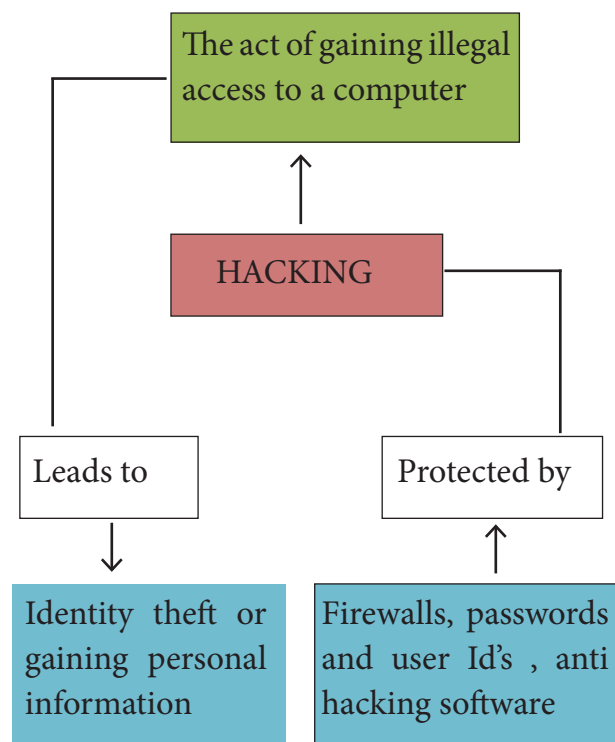 The act of gaining illegal
access to a computer
HACKING
Leads to
Protected by
Identity theft or
gaining personal
information
Firewalls, passwords
and user Id's , anti
hacking software